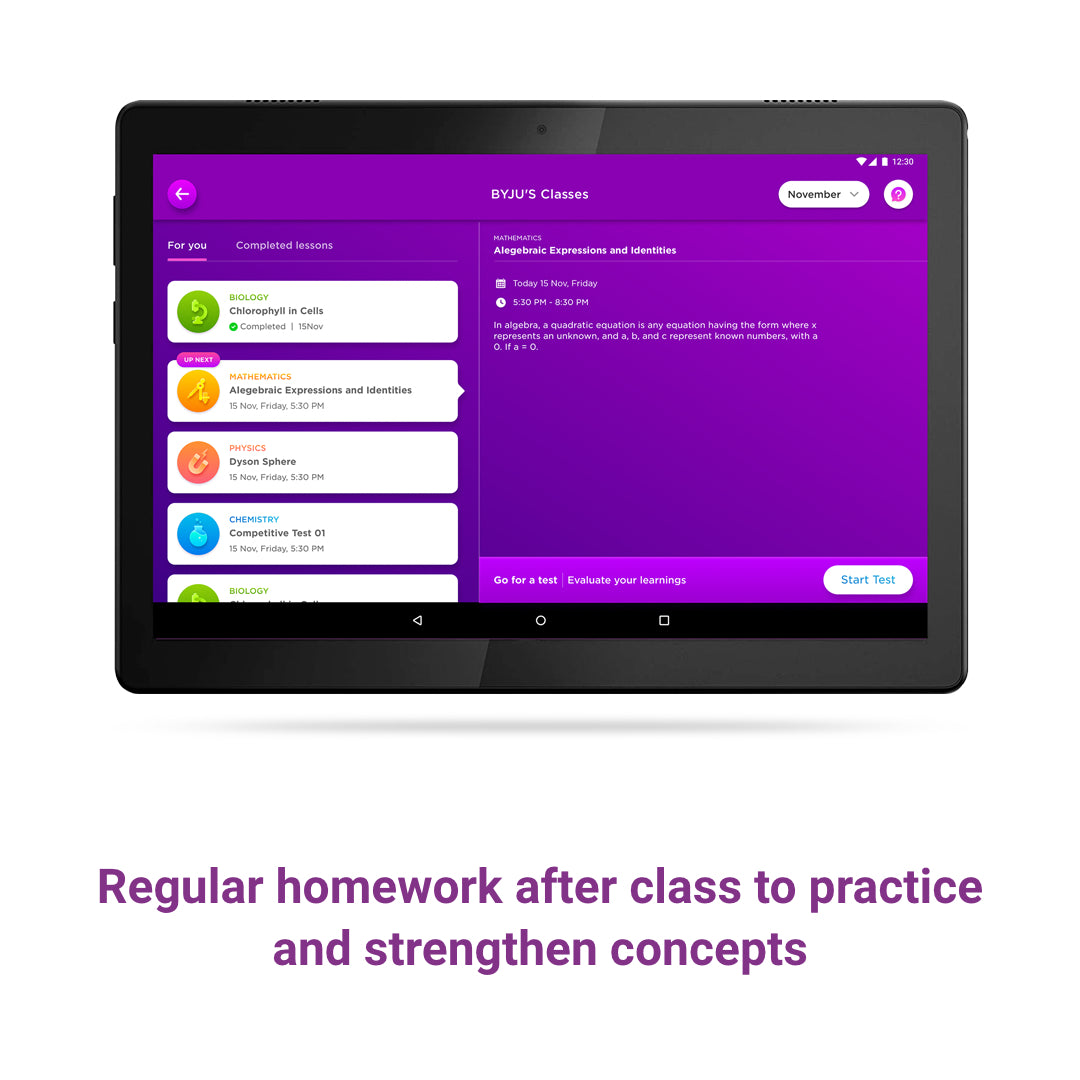 12:30
BYJU'S Classes
November
For you
Completed lessons
BIOLOGY
Chlorophyll in Cells
Completed | 15Nov
UP NEXT
MATHEMATICS
Alegebraic Expressions and Identities
15 Nov, Friday, 5:30 PM
PHYSICS
Dyson Sphere
15 Nov, Friday, 5:30 PM
CHEMISTRY
Competitive Test 01
15 Nov, Friday, 5:30 PM
BIOLOGY
MATHEMATICS
Alegebraic Expressions and Identities
Today 15 Nov, Friday
5:30 PM - 8:30 PM
In algebra, a quadratic equation is any equation having the form where x
represents an unknown, and a, b, and c represent known numbers, with a
0. If a = 0.
Go for a test | Evaluate your learnings
Start Test
Regular homework after class to practice
and strengthen concepts